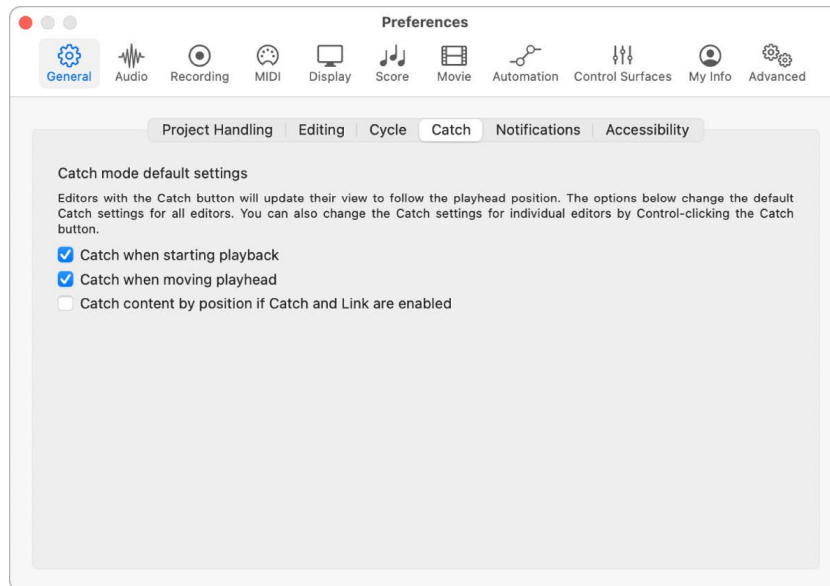 Preferences
General Audio Recording MIDI Display Score Movie Automation Control Surfaces My Info Advanced
Project Handling Editing Cycle Catch Notifications Accessibility
Catch mode default settings
Editors with the Catch button will update their view to follow the playhead position. The options below change the default
Catch settings for all editors. You can also change the Catch settings for individual editors by Control-clicking the Catch
button.
Catch when starting playback
Catch when moving playhead
Catch content by position if Catch and Link are enabled